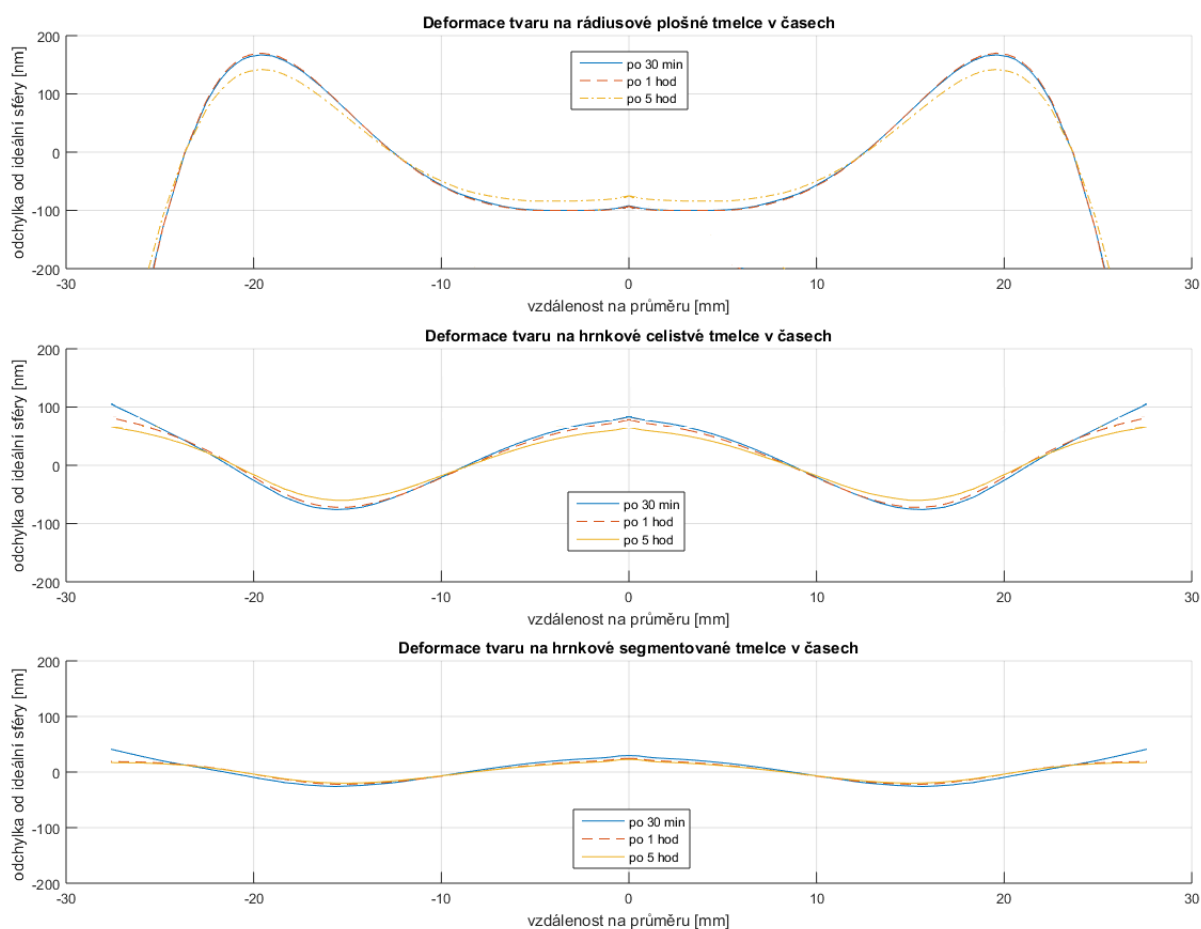 Deformace tvaru na rádiusové plošné tmelce v časech
200
100
0
-100
-200
odchylka od ideální sféry [nm]
po 30 min
po 1 hod
po 5 hod
-30 -20 -10 0 10 20 30
vzdálenost na průměru [mm]
Deformace tvaru na hrnkové celistvé tmelce v časech
200
100
0
-100
-200
odchylka od ideální sféry [nm]
po 30 min
po 1 hod
po 5 hod
-30 -20 -10 0 10 20 30
vzdálenost na průměru [mm]
Deformace tvaru na hrnkové segmentované tmelce v časech
200
100
0
-100
-200
odchylka od ideální sféry [nm]
po 30 min
po 1 hod
po 5 hod
-30 -20 -10 0 10 20 30
vzdálenost na průměru [mm]